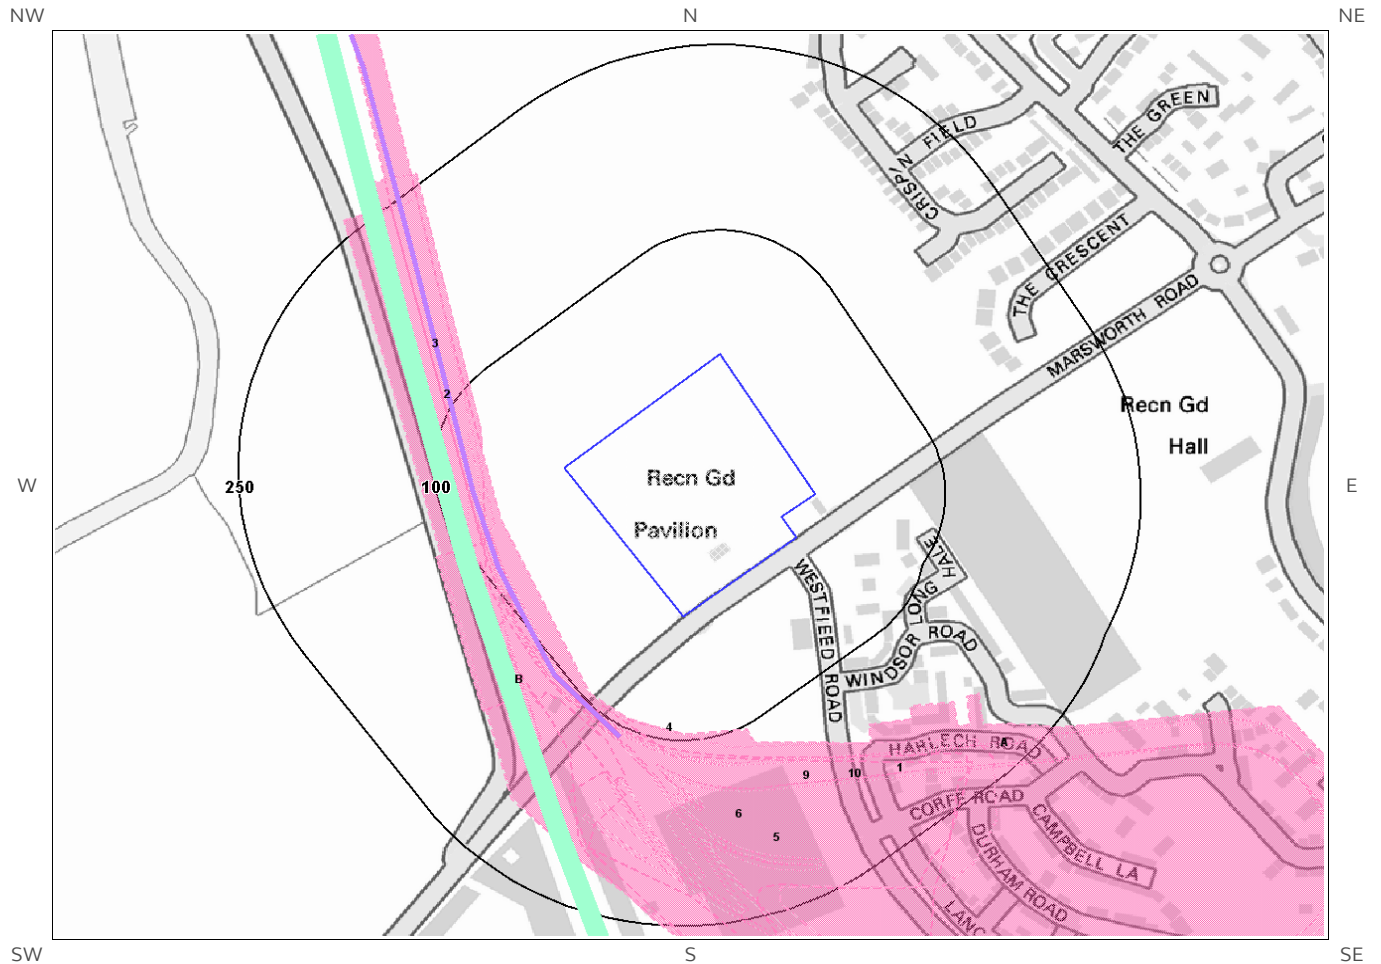 NW
N
NE
THE GREEN
CRISPIN FIELD
THE CRESCENT
MARSWORTH ROAD
3
2
Recn Gd
Hall
W
250
100
Recn Gd
Pavilion
E
WESTFIELD ROAD
LONG HALE
WINDSOR ROAD
B
4
HARLECH ROAD
A
9
10
1
CORFE ROAD
6
5
CAMPBELL LA
DURHAM ROAD
LANC
SW
S
SE